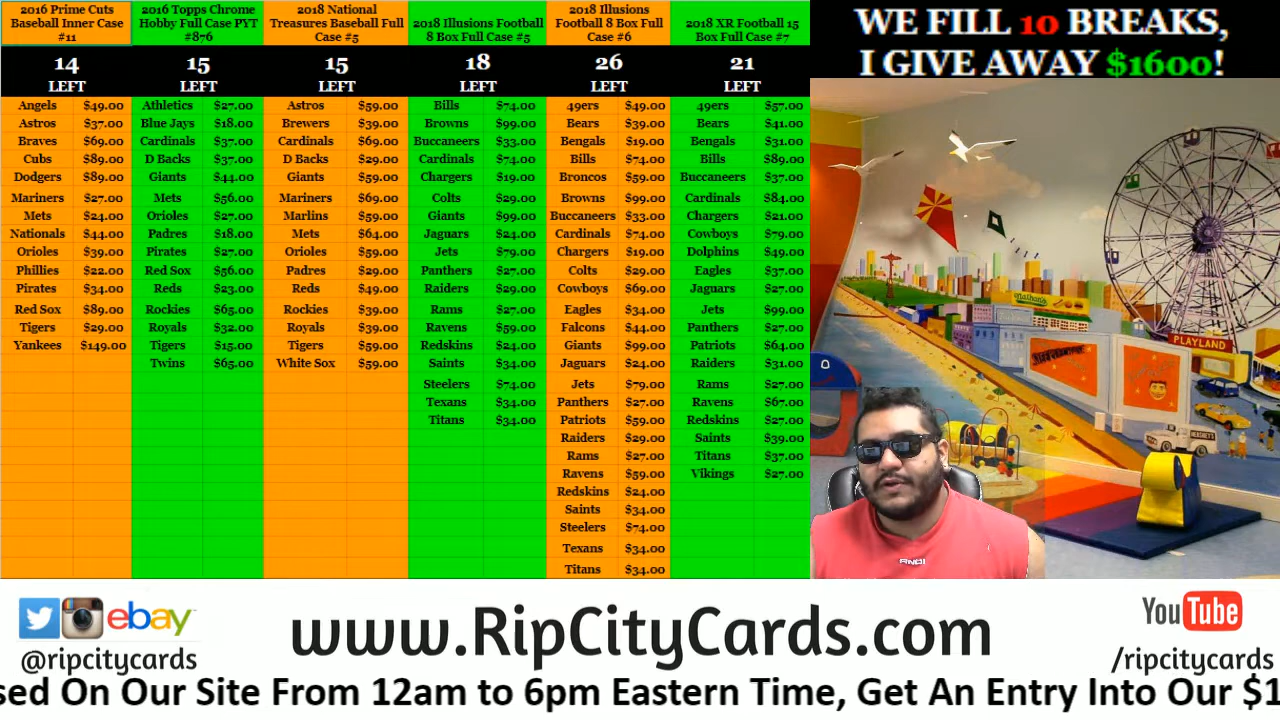 2016 Prime Cuts
Baseball Inner Case
#11
14
LEFT
Angels $49.00
Astros $37.00
Braves $69.00
Cubs $89.00
Dodgers $89.00
Mariners $27.00
Mets $24.00
Nationals $44.00
Orioles $39.00
Phillies $22.00
Pirates $34.00
Red Sox $89.00
Tigers $29.00
Yankees $149.00
2016 Topps Chrome
Hobby Full Case PYT
#876
15
LEFT
Athletics $27.00
Blue Jays $18.00
Cardinals $37.00
D Backs $37.00
Giants $44.00
Mets $56.00
Orioles $27.00
Padres $18.00
Pirates $27.00
Red Sox $56.00
Reds $23.00
Rockies $65.00
Royals $32.00
Tigers $15.00
Twins $65.00
2018 National
Treasures Baseball Full
Case #5
15
LEFT
Astros $59.00
Brewers $39.00
Cardinals $69.00
D Backs $29.00
Giants $59.00
Mariners $69.00
Marlins $59.00
Mets $64.00
Orioles $59.00
Padres $29.00
Reds $49.00
Rockies $39.00
Royals $39.00
Tigers $59.00
White Sox $59.00
2018 Illusions Football
8 Box Full Case #5
18
LEFT
Bills $74.00
Browns $99.00
Buccaneers $33.00
Cardinals $74.00
Chargers $19.00
Colts $29.00
Giants $99.00
Jaguars $24.00
Jets $79.00
Panthers $27.00
Raiders $29.00
Rams $27.00
Ravens $59.00
Redskins $24.00
Saints $34.00
Steelers $74.00
Texans $34.00
Titans $34.00
2018 Illusions
Football 8 Box Full
Case #6
26
LEFT
49ers $49.00
Bears $39.00
Bengals $19.00
Bills $74.00
Broncos $59.00
Browns $99.00
Buccaneers $33.00
Cardinals $74.00
Chargers $19.00
Colts $29.00
Cowboys $69.00
Eagles $34.00
Falcons $44.00
Giants $99.00
Jaguars $24.00
Jets $79.00
Panthers $27.00
Patriots $59.00
Raiders $29.00
Rams $27.00
Ravens $59.00
Redskins $24.00
Saints $34.00
Steelers $74.00
Texans $34.00
Titans $34.00
2018 XR Football 15
Box Full Case #7
21
LEFT
49ers $57.00
Bears $41.00
Bengals $31.00
Bills $89.00
Buccaneers $37.00
Cardinals $84.00
Chargers $21.00
Cowboys $79.00
Dolphins $49.00
Eagles $37.00
Jaguars $27.00
Jets $99.00
Panthers $27.00
Patriots $64.00
Raiders $31.00
Rams $27.00
Ravens $67.00
Redskins $27.00
Saints $39.00
Titans $37.00
Vikings $27.00
WE FILL 10 BREAKS,
I GIVE AWAY $1600!
nathan's
PLAYLAND
AND1
ebay
@ripcitycards
www.RipCityCards.com
YouTube
/ripcitycards
sed On Our Site From 12am to 6pm Eastern Time, Get An Entry Into Our $1